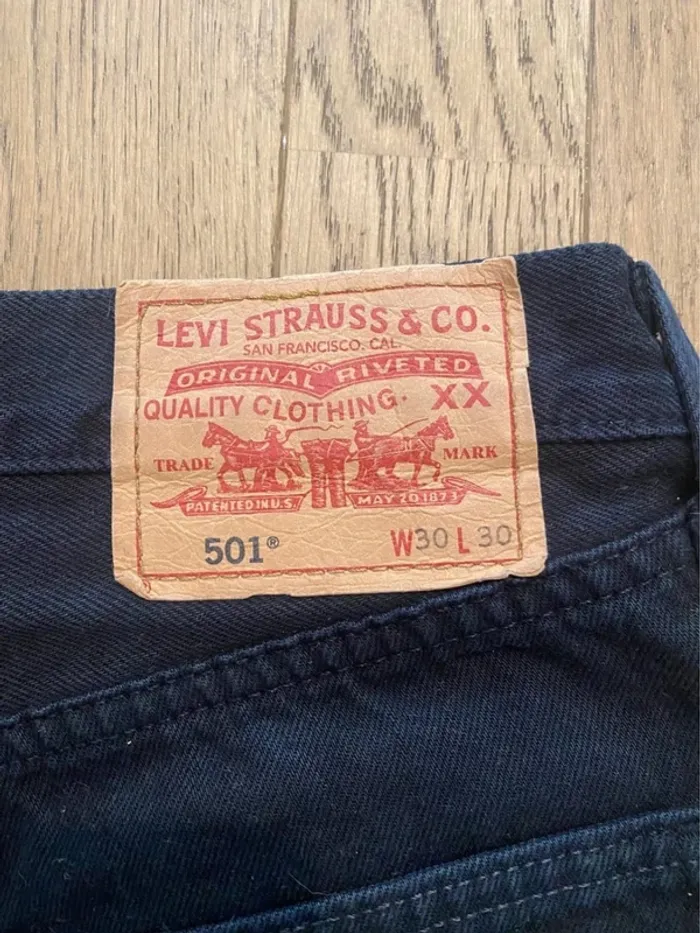 LEVI STRAUSS & CO.
SAN FRANCISCO. CAL.
ORIGINAL RIVETED
QUALITY CLOTHING. XX
TRADE MARK
PATENTED IN U.S. MAY 20.1873
501® W30 L 30